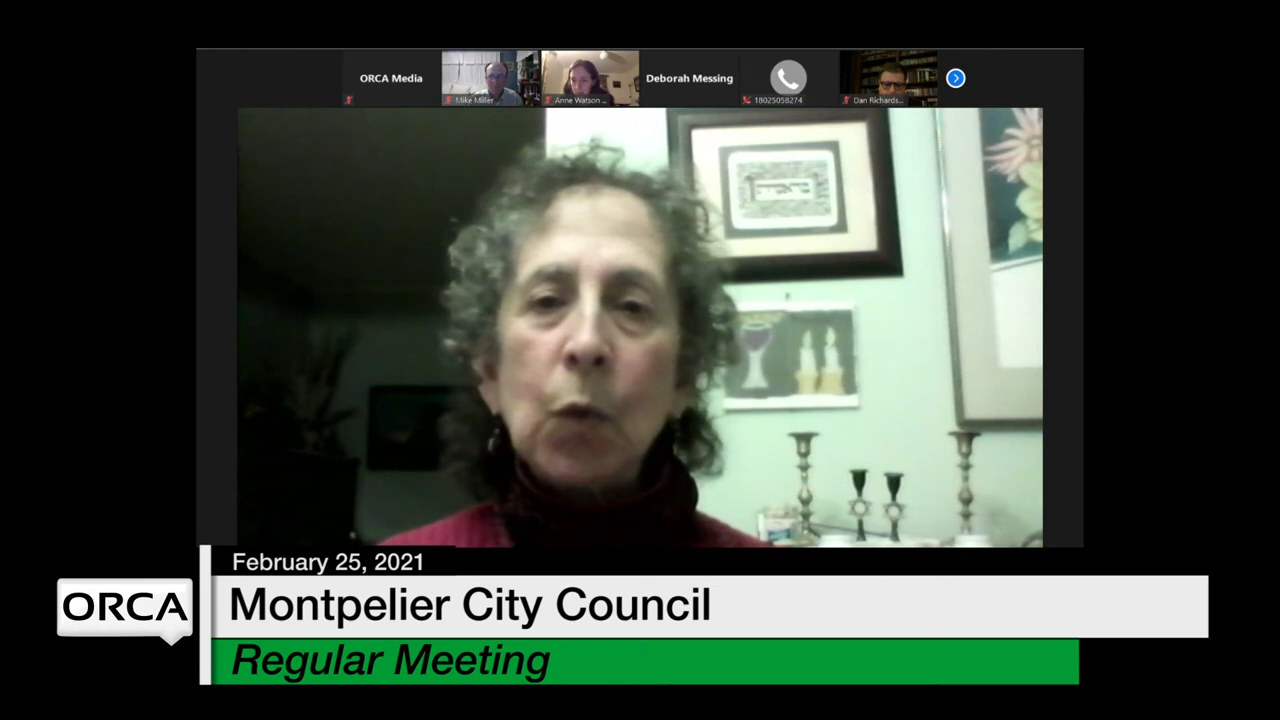 ORCA Media
Mike Miller
Anne Watson ...
Deborah Messing
18025058274
Dan Richards...
February 25, 2021
ORCA
Montpelier City Council
Regular Meeting